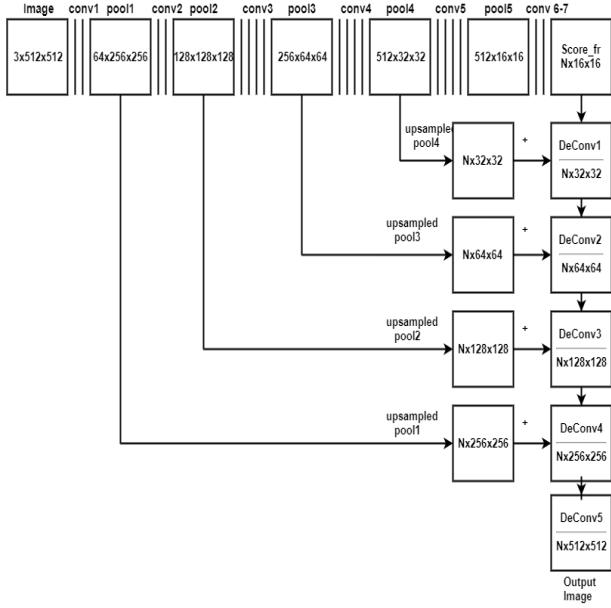 Image conv1 pool1 conv2 pool2 conv3 pool3 conv4 pool4 conv5 pool5 conv 6-7
3x512x512
64x256x256
128x128x128
256x64x64
512x32x32
512x16x16
Score_fr
Nx16x16
upsampled
pool4
Nx32x32
+
DeConv1
Nx32x32
upsampled
pool3
Nx64x64
+
DeConv2
Nx64x64
upsampled
pool2
Nx128x128
+
DeConv3
Nx128x128
upsampled
pool1
Nx256x256
+
DeConv4
Nx256x256
DeConv5
Nx512x512
Output
Image